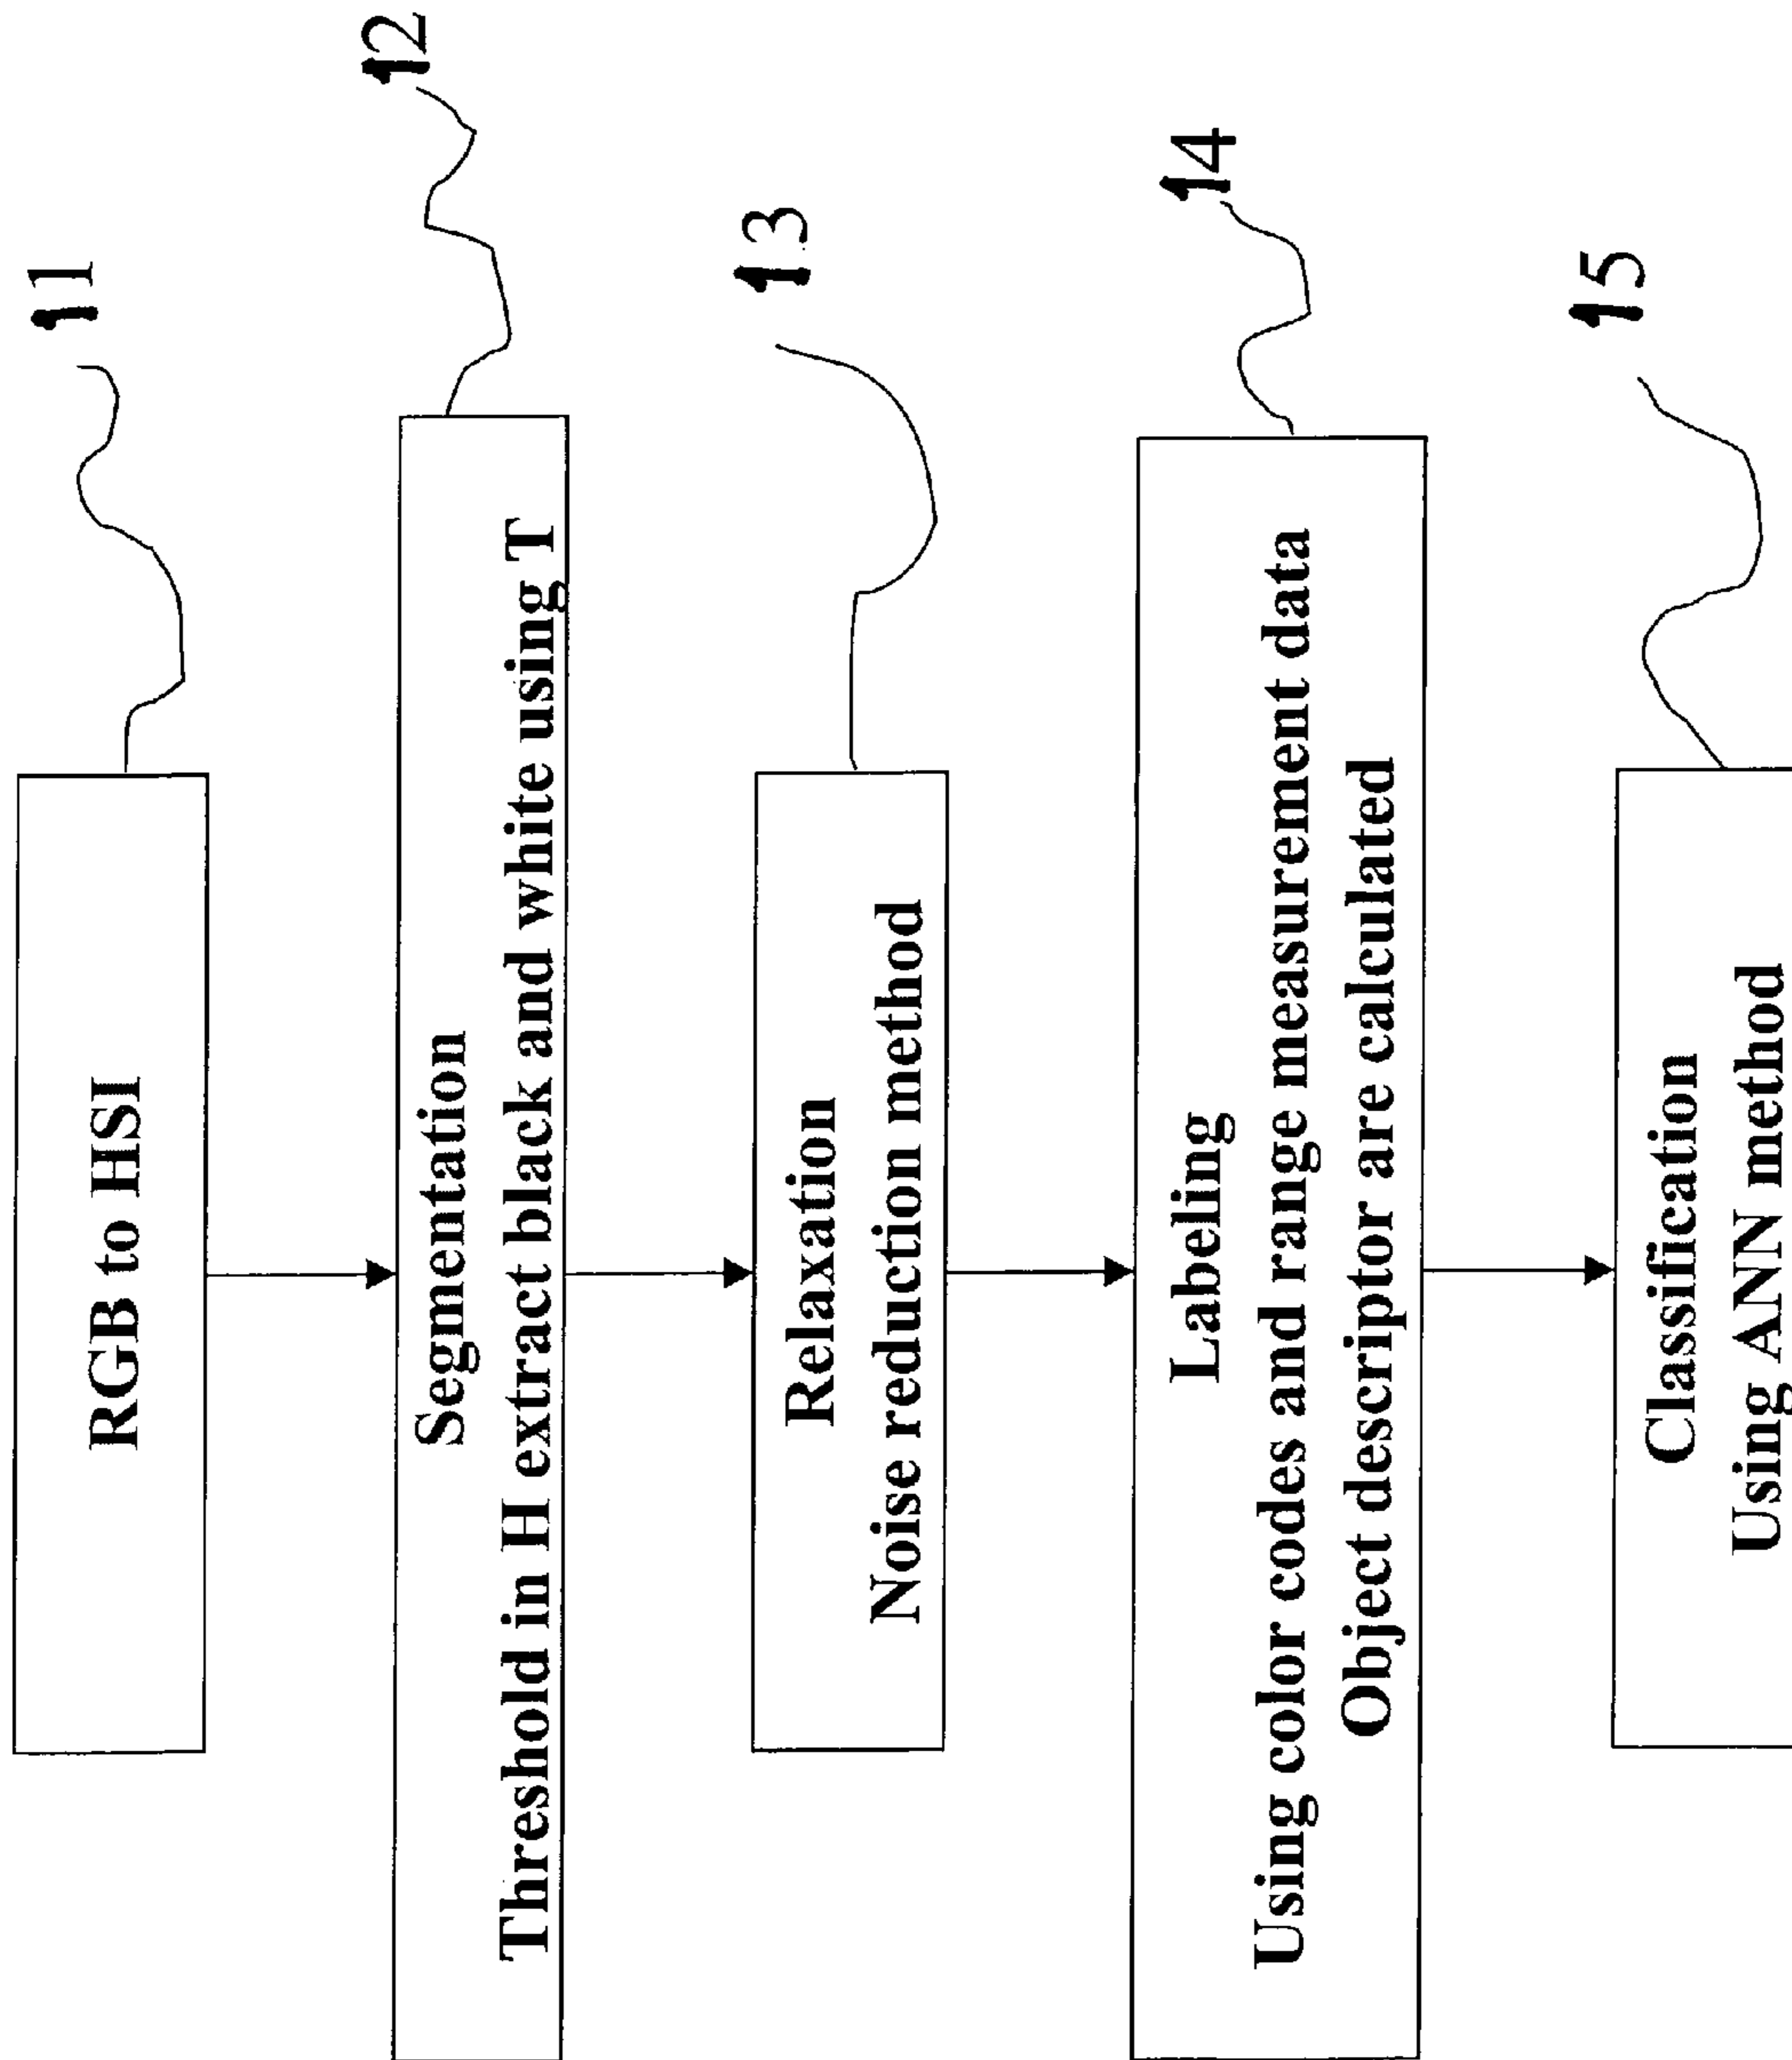 11
RGB to HSI
12
Segmentation
Threshold in H extract black and white using T
13
Relaxation
Noise reduction method
14
Labeling
Using color codes and range measurement data
Object descriptor are calculated
15
Classification
Using ANN method